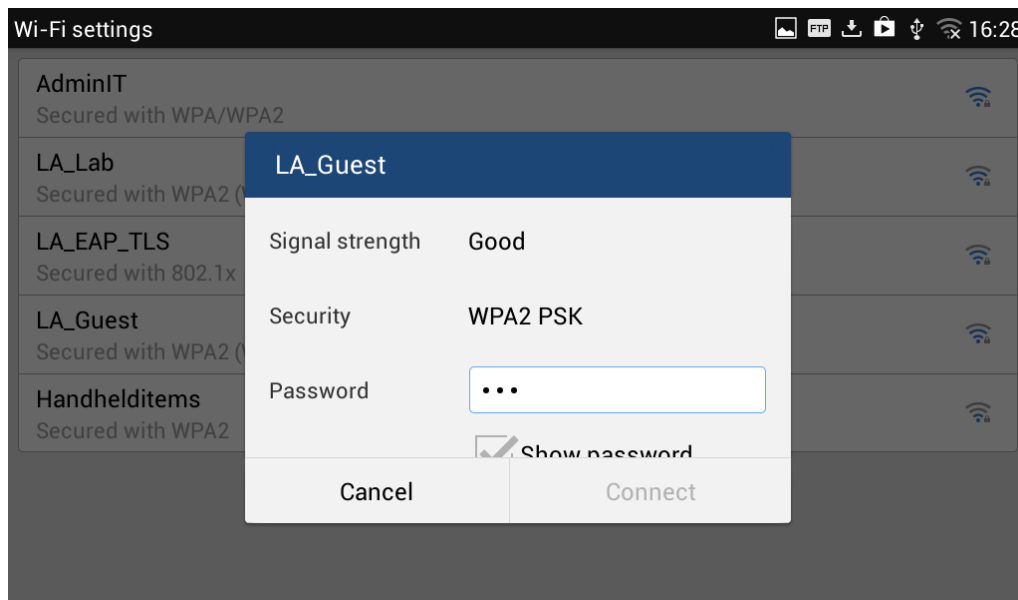 Wi-Fi settings
FTP
16:28
AdminIT
Secured with WPA/WPA2
LA_Lab
Secured with WPA2 (
LA_EAP_TLS
Secured with 802.1x
LA_Guest
Secured with WPA2 (
Handhelditems
Secured with WPA2
LA_Guest
Signal strength Good
Security WPA2 PSK
Password •••
Show password
Cancel Connect